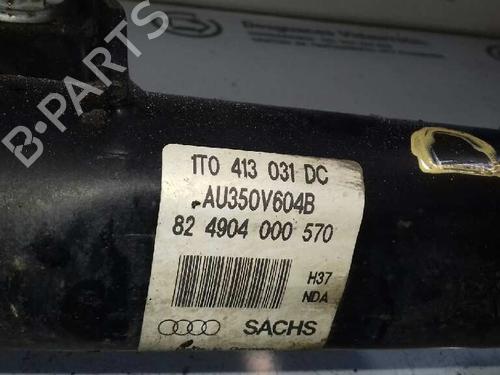 B-PARTS
1T0 413 031 DC
AU350V604B
82 4904 000 570
H37
NDA
SACHS